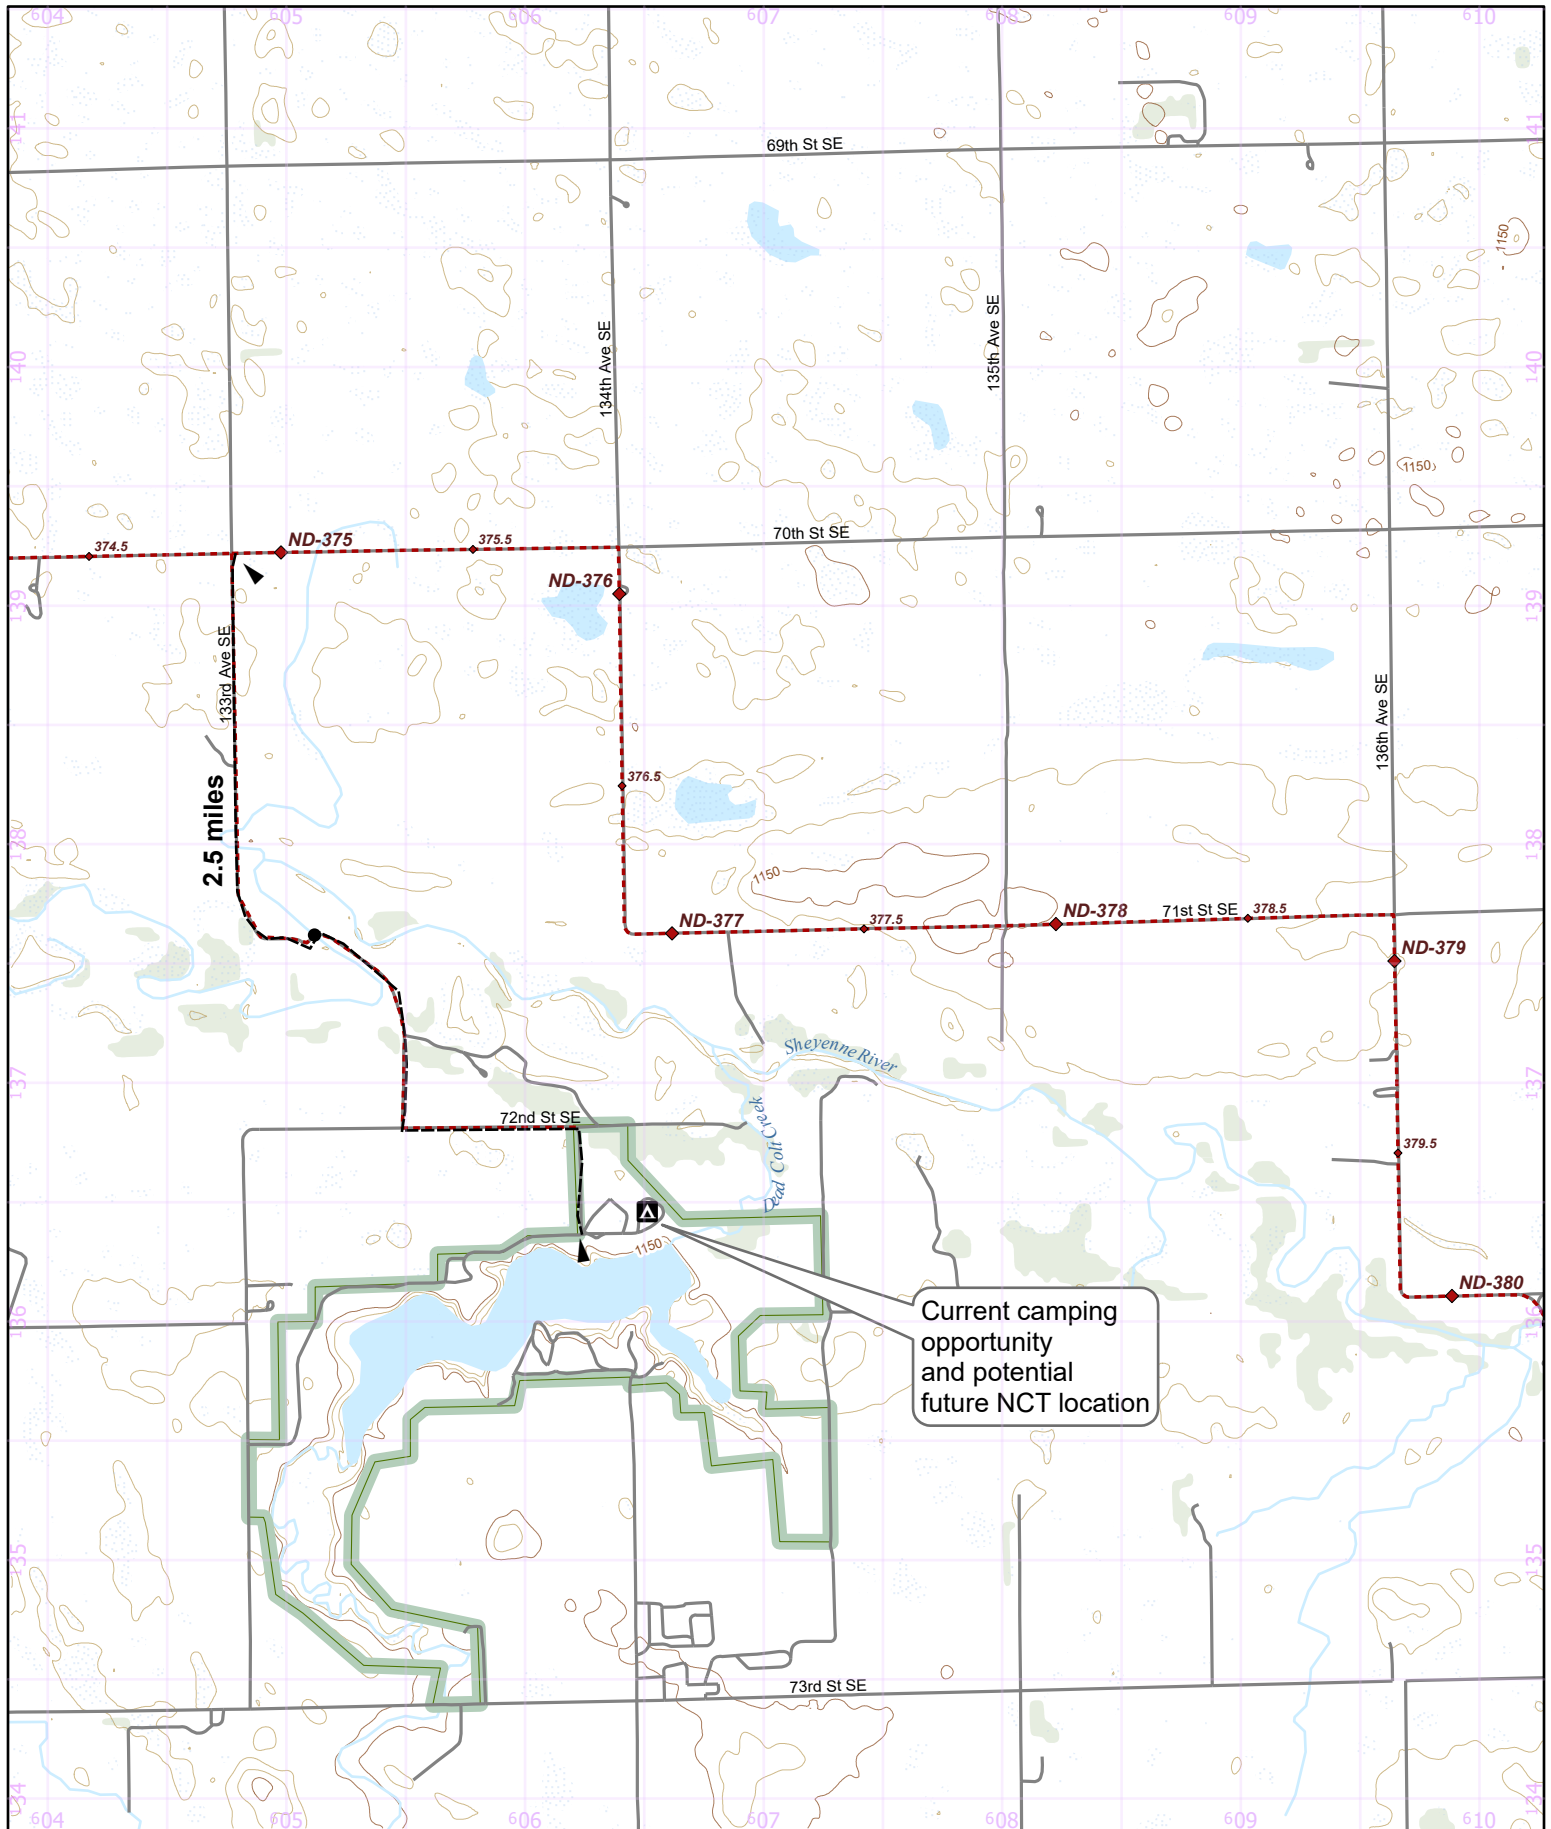 604
605
606
607
608
609
610
141
141
69th St SE
1150
134th Ave SE
135th Ave SE
140
140
1150
374.5
ND-375
375.5
70th St SE
ND-376
139
139
133rd Ave SE
136th Ave SE
376.5
2.5 miles
138
138
1150
ND-377
377.5
ND-378
71st St SE
378.5
ND-379
Sheyenne River
137
137
72nd St SE
Dead Colt Creek
379.5
1150
ND-380
Current camping
opportunity
and potential
future NCT location
136
136
135
135
73rd St SE
134
134
604
605
606
607
608
609
610